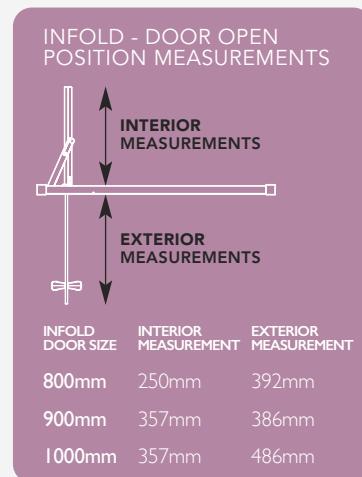 INFOLD - DOOR OPEN
POSITION MEASUREMENTS
INTERIOR
MEASUREMENTS
EXTERIOR
MEASUREMENTS
INFOLD DOOR SIZE INTERIOR MEASUREMENT EXTERIOR MEASUREMENT
800mm 250mm 392mm
900mm 357mm 386mm
1000mm 357mm 486mm